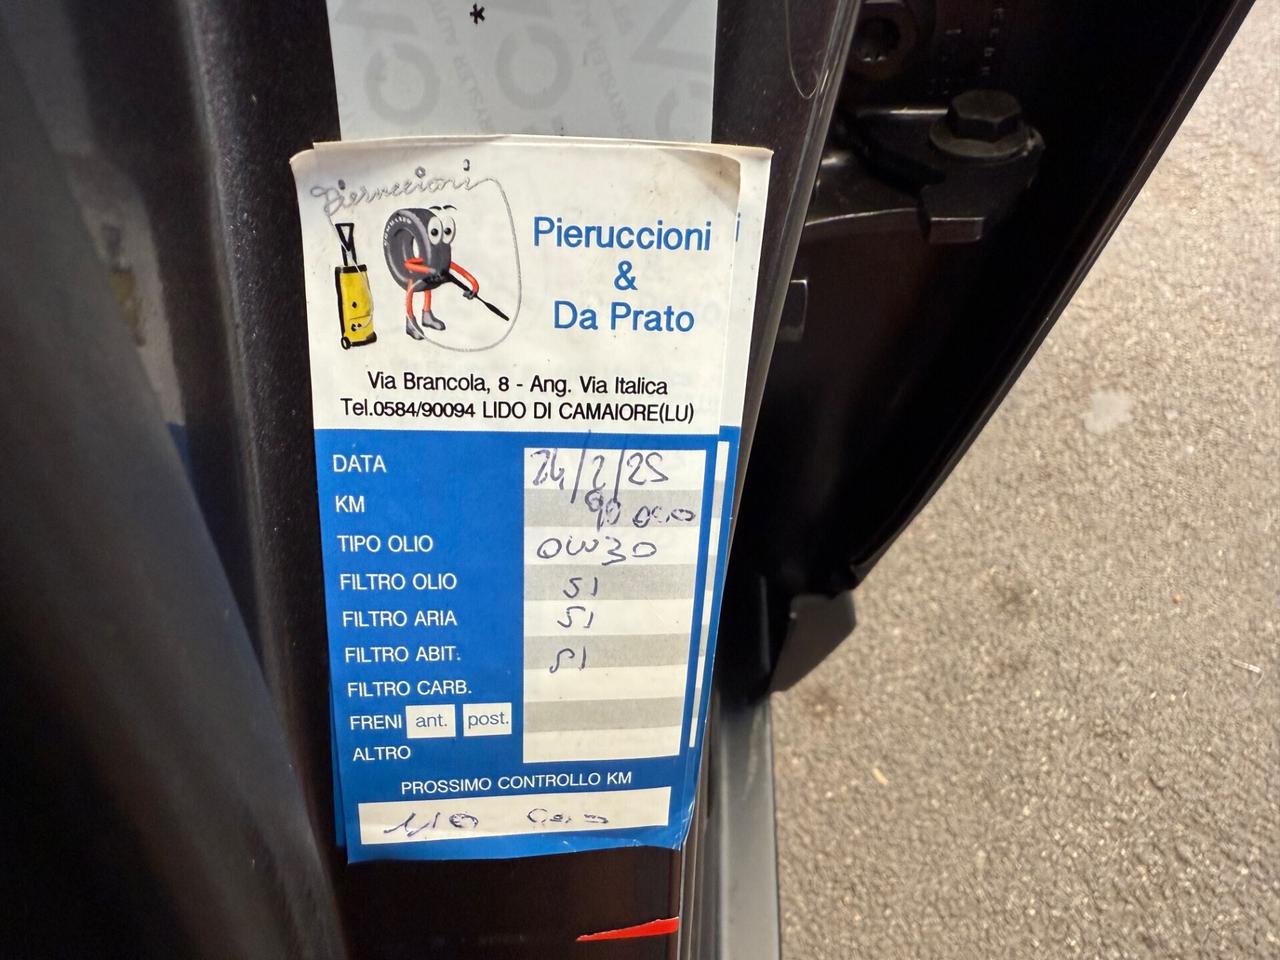 *
Pieruccioni
Pieruccioni
&
Da Prato
Via Brancola, 8 - Ang. Via Italica
Tel.0584/90094 LIDO DI CAMAIORE(LU)
DATA 24/2/25
KM 90 000
TIPO OLIO 0W30
FILTRO OLIO SI
FILTRO ARIA SI
FILTRO ABIT. SI
FILTRO CARB.
FRENI ant. post.
ALTRO
PROSSIMO CONTROLLO KM
110 000